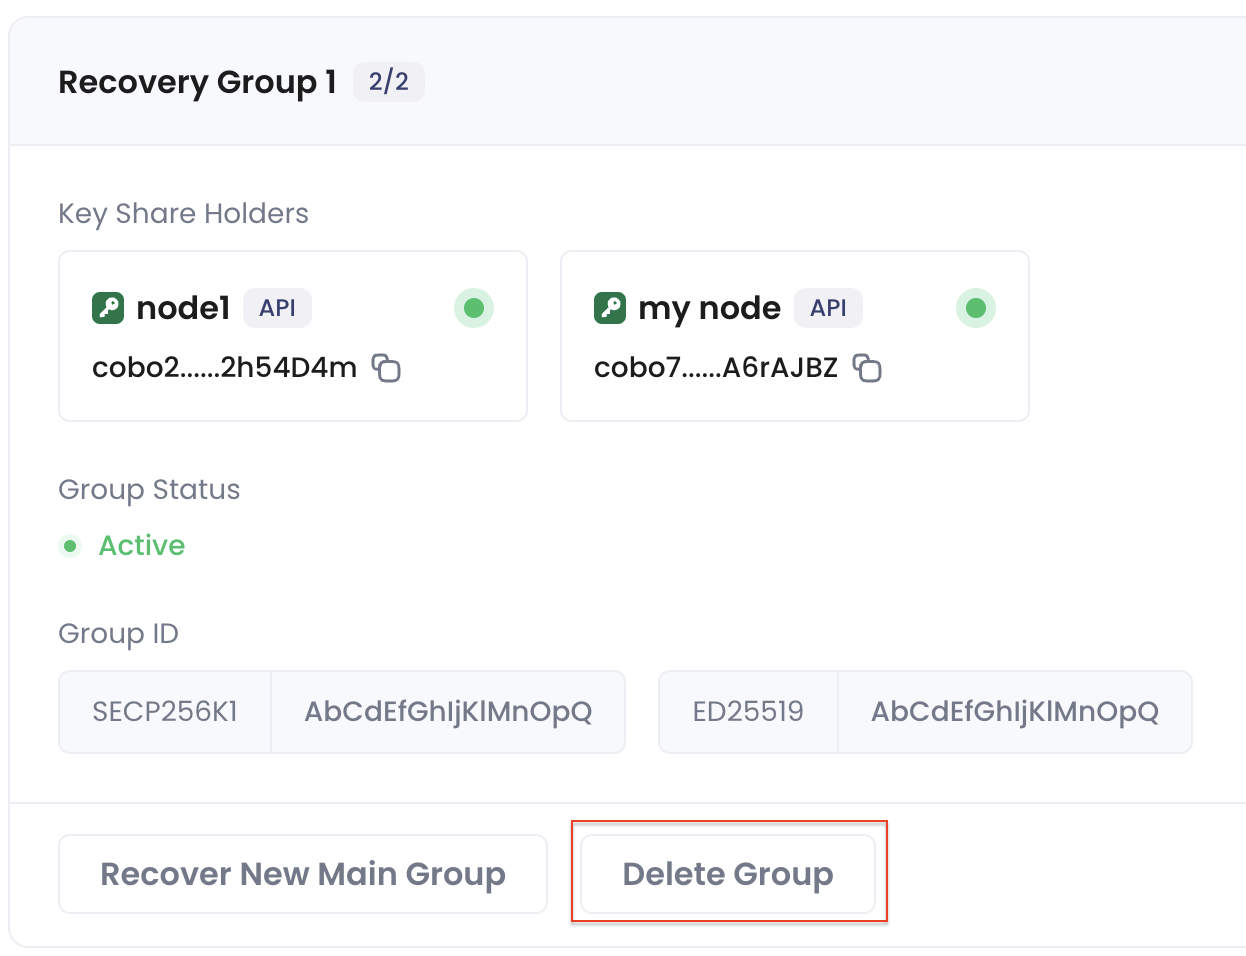 Recovery Group 1 2/2
Key Share Holders
node1 API
cobo2......2h54D4m
my node API
cobo7......A6rAJBZ
Group Status
Active
Group ID
SECP256K1 AbCdEfGhIjKlMnOpQ
ED25519 AbCdEfGhIjKlMnOpQ
Recover New Main Group
Delete Group